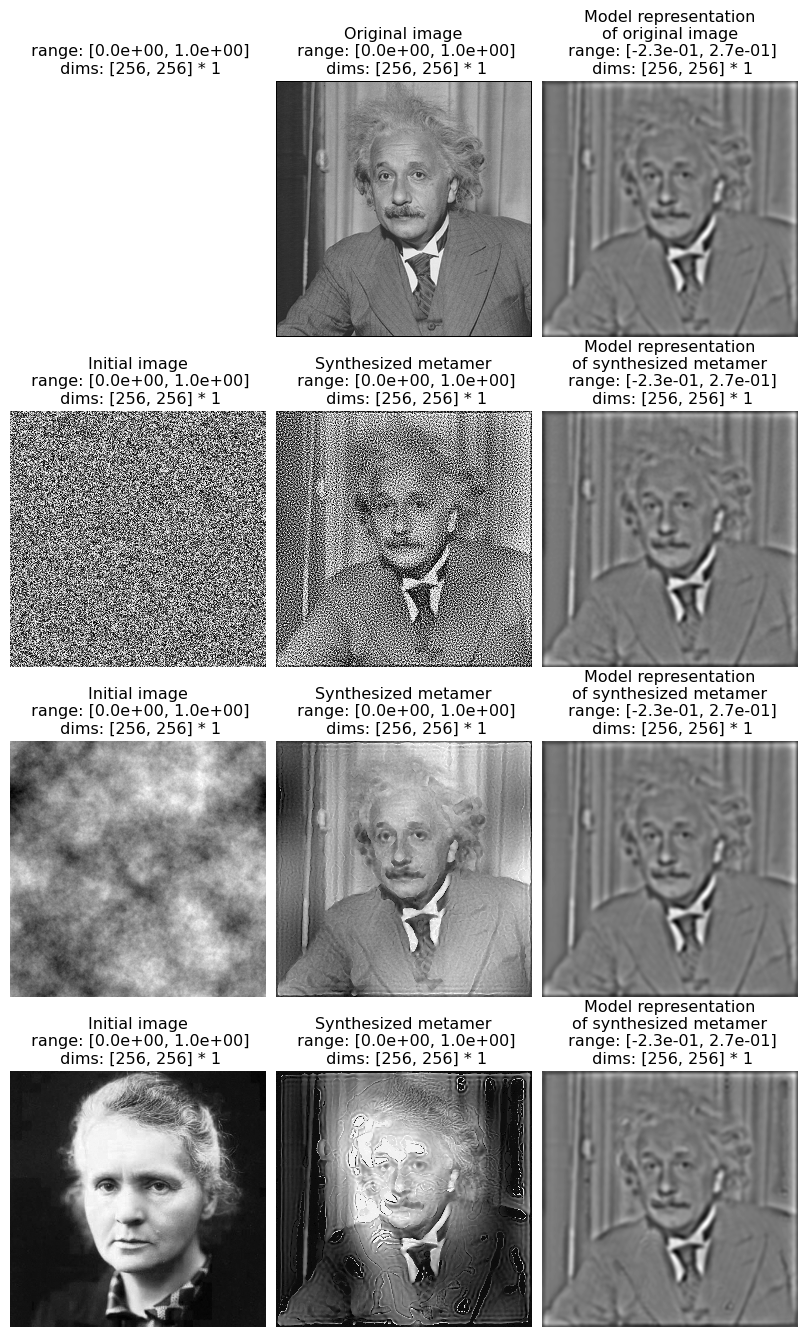 range: [0.0e+00, 1.0e+00]
dims: [256, 256] * 1
Original image
range: [0.0e+00, 1.0e+00]
dims: [256, 256] * 1
Model representation
of original image
range: [-2.3e-01, 2.7e-01]
dims: [256, 256] * 1
Initial image
range: [0.0e+00, 1.0e+00]
dims: [256, 256] * 1
Synthesized metamer
range: [0.0e+00, 1.0e+00]
dims: [256, 256] * 1
Model representation
of synthesized metamer
range: [-2.3e-01, 2.7e-01]
dims: [256, 256] * 1
Initial image
range: [0.0e+00, 1.0e+00]
dims: [256, 256] * 1
Synthesized metamer
range: [0.0e+00, 1.0e+00]
dims: [256, 256] * 1
Model representation
of synthesized metamer
range: [-2.3e-01, 2.7e-01]
dims: [256, 256] * 1
Initial image
range: [0.0e+00, 1.0e+00]
dims: [256, 256] * 1
Synthesized metamer
range: [0.0e+00, 1.0e+00]
dims: [256, 256] * 1
Model representation
of synthesized metamer
range: [-2.3e-01, 2.7e-01]
dims: [256, 256] * 1